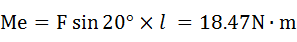 Me = F sin 20° × l = 18.47N · m